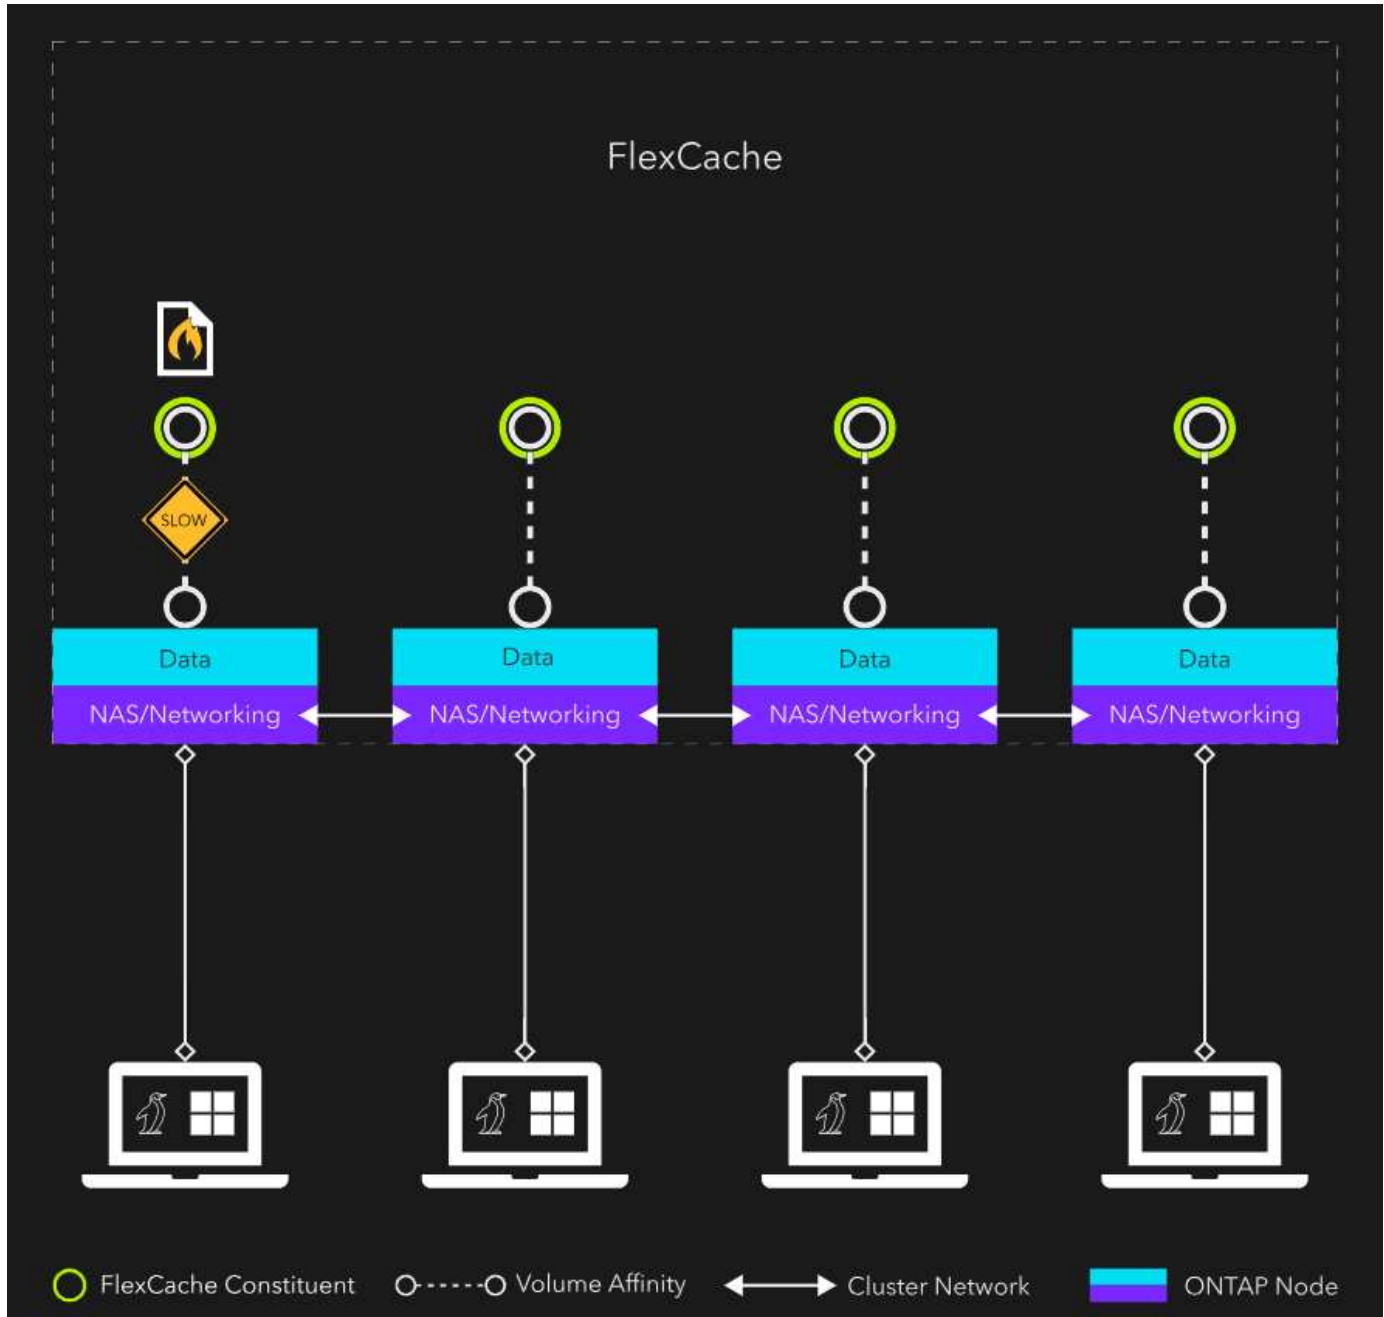 FlexCache
SLOW
Data Data Data Data
NAS/Networking NAS/Networking NAS/Networking NAS/Networking
FlexCache Constituent Volume Affinity Cluster Network ONTAP Node